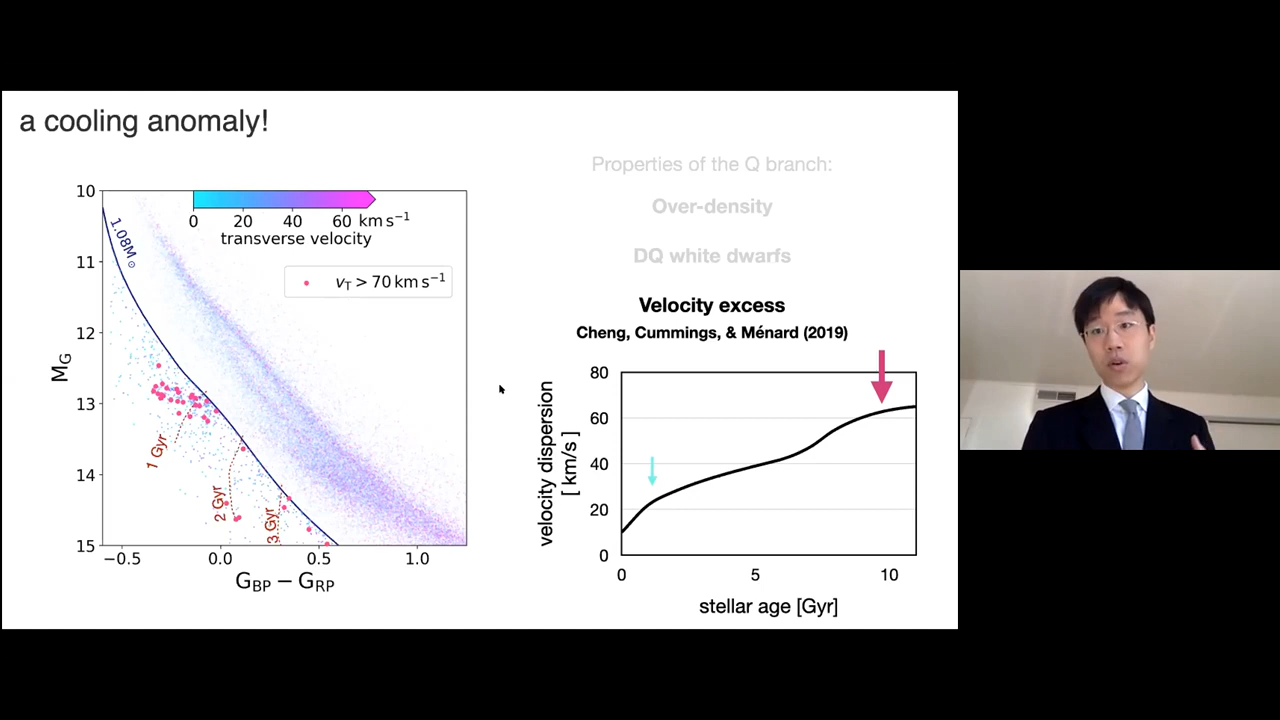 a cooling anomaly!
10
11
12
13
14
15
M_G
−0.5
0.0
0.5
1.0
G_BP − G_RP
1.08M⊙
0
20
40
60 km s⁻¹
transverse velocity
v_T > 70 km s⁻¹
1 Gyr
2 Gyr
3 Gyr
Properties of the Q branch:
Over-density
DQ white dwarfs
Velocity excess
Cheng, Cummings, & Ménard (2019)
velocity dispersion
[ km/s ]
80
60
40
20
0
0
5
10
stellar age [Gyr]